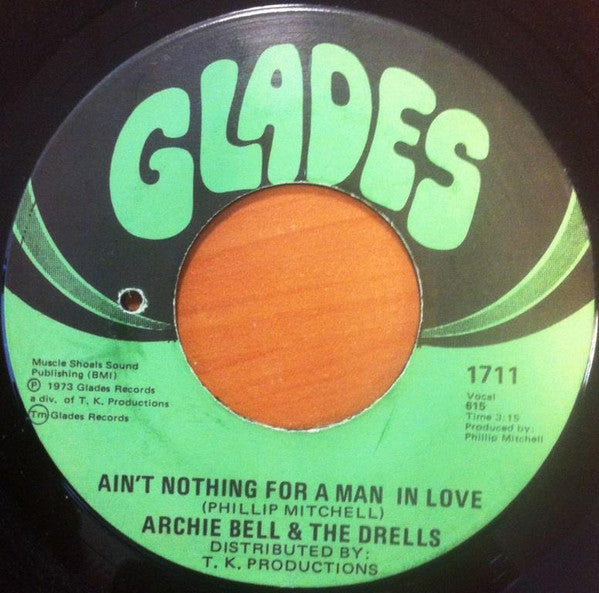 GLADES
Muscle Shoals Sound
Publishing (BMI)
Ⓟ 1973 Glades Records
a div. of T. K. Productions
Tm Glades Records
1711
Vocal
615
Time 3:15
Produced by:
Phillip Mitchell
AIN'T NOTHING FOR A MAN IN LOVE
(PHILLIP MITCHELL)
ARCHIE BELL & THE DRELLS
DISTRIBUTED BY:
T. K. PRODUCTIONS